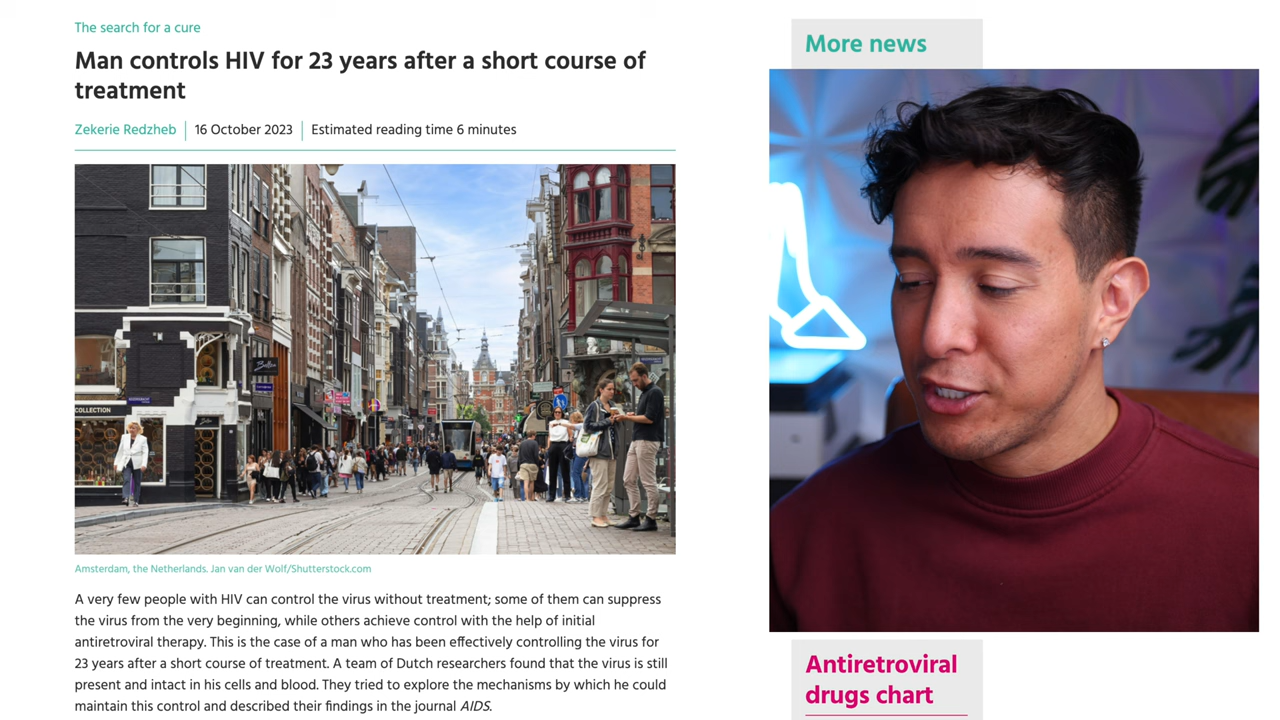 The search for a cure
Man controls HIV for 23 years after a short course of
treatment
Zekerie Redzheb
16 October 2023
Estimated reading time 6 minutes
COLLECTION
Amsterdam, the Netherlands. Jan van der Wolf/Shutterstock.com
A very few people with HIV can control the virus without treatment; some of them can suppress
the virus from the very beginning, while others achieve control with the help of initial
antiretroviral therapy. This is the case of a man who has been effectively controlling the virus for
23 years after a short course of treatment. A team of Dutch researchers found that the virus is still
present and intact in his cells and blood. They tried to explore the mechanisms by which he could
maintain this control and described their findings in the journal AIDS.
More news
Antiretroviral
drugs chart